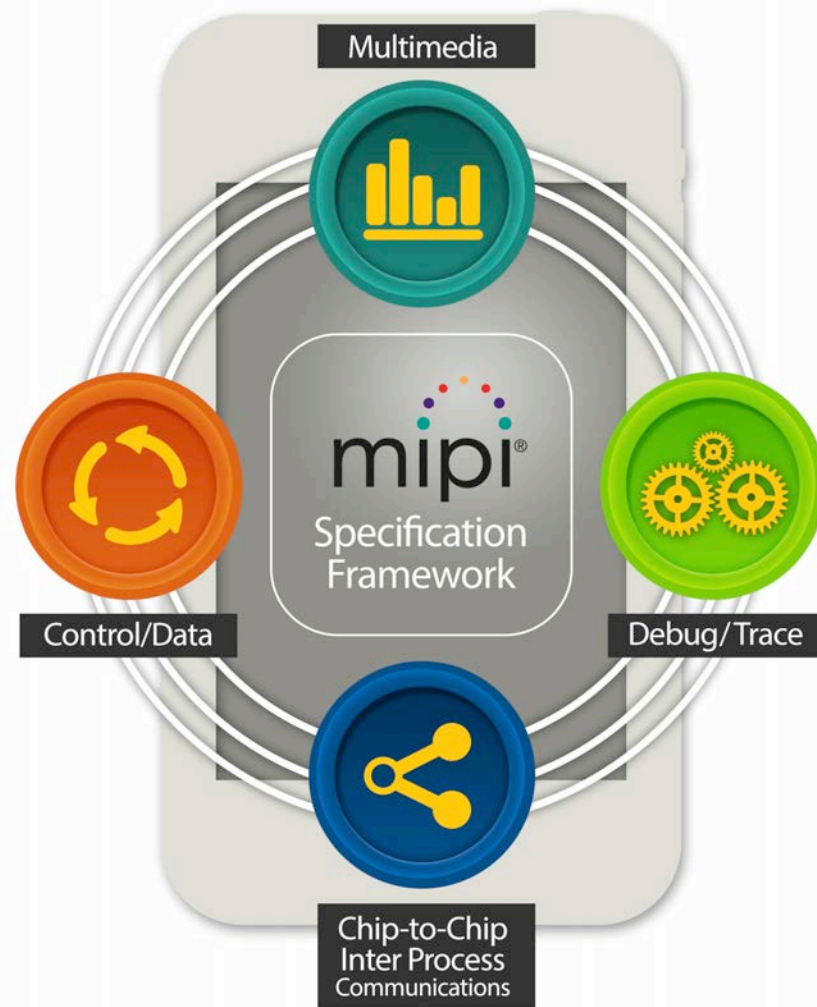 Multimedia
mipi®
Specification
Framework
Control/Data
Debug/Trace
Chip-to-Chip
Inter Process
Communications